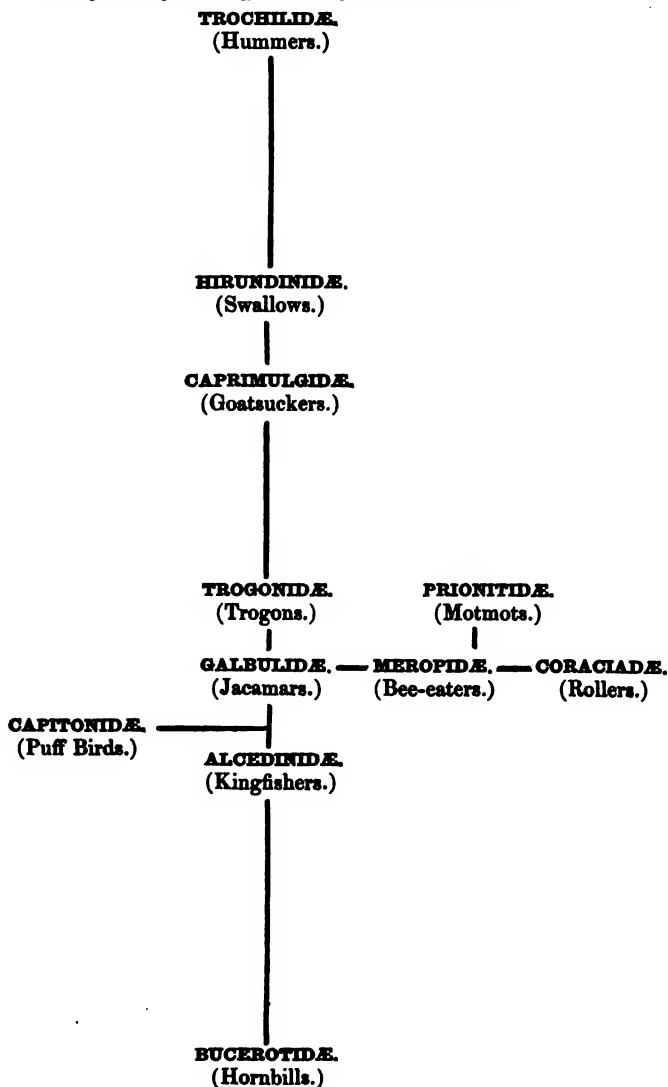 TROCHILIDÆ.
(Hummers.)
HIRUNDINIDÆ.
(Swallows.)
CAPRIMULGIDÆ.
(Goatsuckers.)
TROGONIDÆ. PRIONITIDÆ.
(Trogons.) (Motmots.)
GALBULIDÆ. MEROPIDÆ. CORACIADÆ.
(Jacamars.) (Bee-eaters.) (Rollers.)
CAPITONIDÆ.
(Puff Birds.)
ALCEDINIDÆ.
(Kingfishers.)
BUCEROTIDÆ.
(Hornbills.)